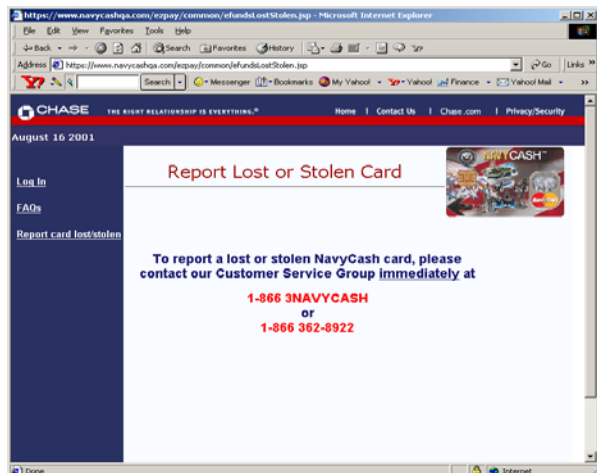 https://www.navycashqa.com/ezpay/common/efundsLostStolen.jsp - Microsoft Internet Explorer
File Edit View Favorites Tools Help
Back Search Favorites History
Address https://www.navycashqa.com/ezpay/common/efundsLostStolen.jsp Go Links »
Y! Search Messenger Bookmarks My Yahoo! Yahoo! Finance Yahoo! Mail »
CHASE THE RIGHT RELATIONSHIP IS EVERYTHING.® Home | Contact Us | Chase.com | Privacy/Security
August 16 2001
NAVYCASH™
Report Lost or Stolen Card
Log In
FAQs
Report card lost/stolen
To report a lost or stolen NavyCash card, please
contact our Customer Service Group immediately at
1-866 3NAVYCASH
or
1-866 362-8922
Done Internet